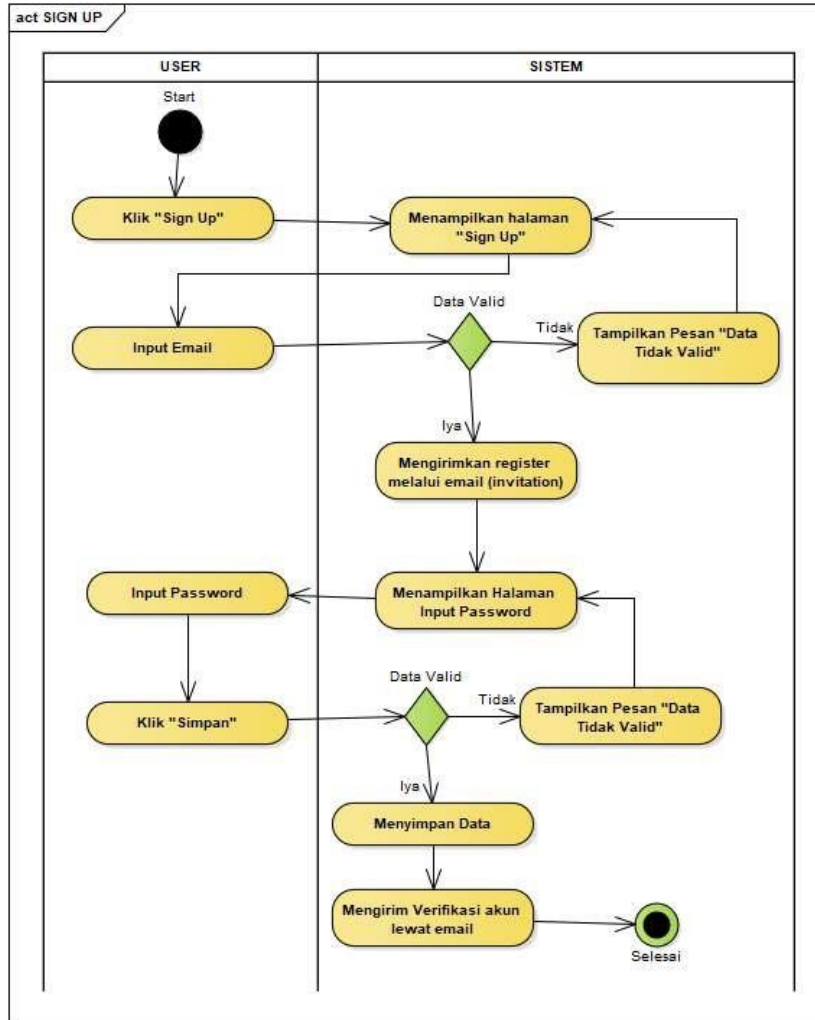 act SIGN UP
USER
SISTEM
Start
Klik "Sign Up"
Menampilkan halaman
"Sign Up"
Data Valid
Input Email
Tidak
Tampilkan Pesan "Data
Tidak Valid"
Iya
Mengirimkan register
melalui email (invitation)
Input Password
Menampilkan Halaman
Input Password
Data Valid
Klik "Simpan"
Tidak
Tampilkan Pesan "Data
Tidak Valid"
Iya
Menyimpan Data
Mengirim Verifikasi akun
lewat email
Selesai